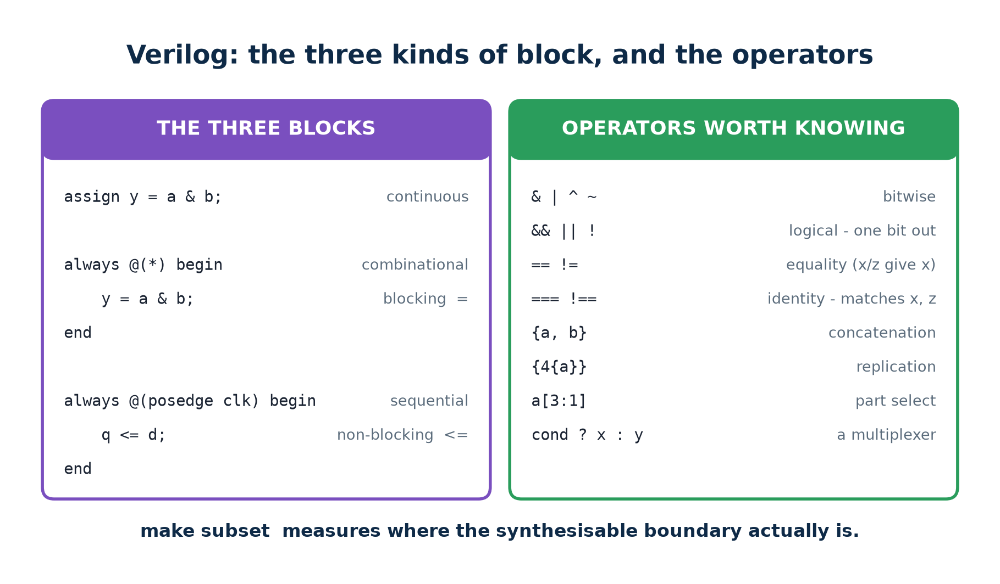 Verilog: the three kinds of block, and the operators
THE THREE BLOCKS
assign y = a & b; continuous
always @(*) begin combinational
    y = a & b; blocking =
end
always @(posedge clk) begin sequential
    q <= d; non-blocking <=
end
OPERATORS WORTH KNOWING
& | ^ ~ bitwise
&& || ! logical - one bit out
== != equality (x/z give x)
=== !== identity - matches x, z
{a, b} concatenation
{4{a}} replication
a[3:1] part select
cond ? x : y a multiplexer
make subset  measures where the synthesisable boundary actually is.